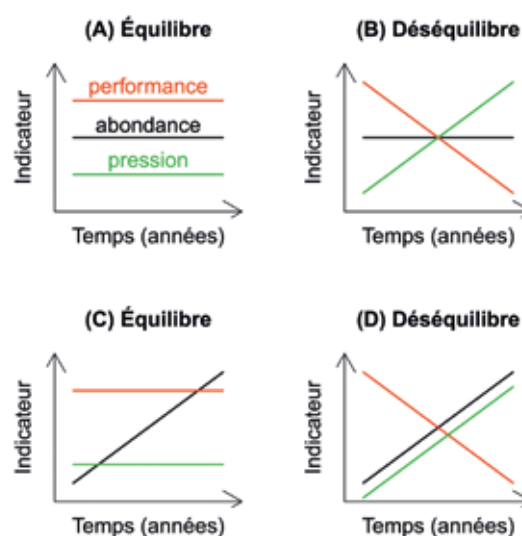 (A) Équilibre
performance
abondance
pression
Indicateur
Temps (années)
(B) Déséquilibre
Indicateur
Temps (années)
(C) Équilibre
Indicateur
Temps (années)
(D) Déséquilibre
Indicateur
Temps (années)